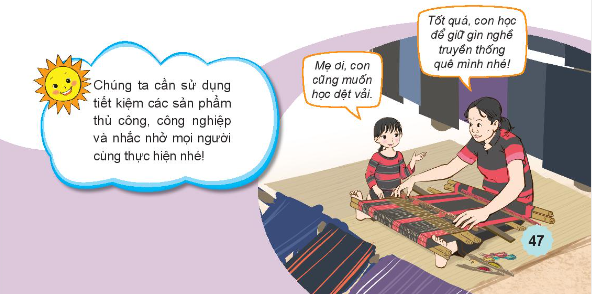 Chúng ta cần sử dụng
tiết kiệm các sản phẩm
thủ công, công nghiệp
và nhắc nhở mọi người
cùng thực hiện nhé!
Mẹ ơi, con
cũng muốn
học dệt vải.
Tốt quá, con học
để giữ gìn nghề
truyền thống
quê mình nhé!
47